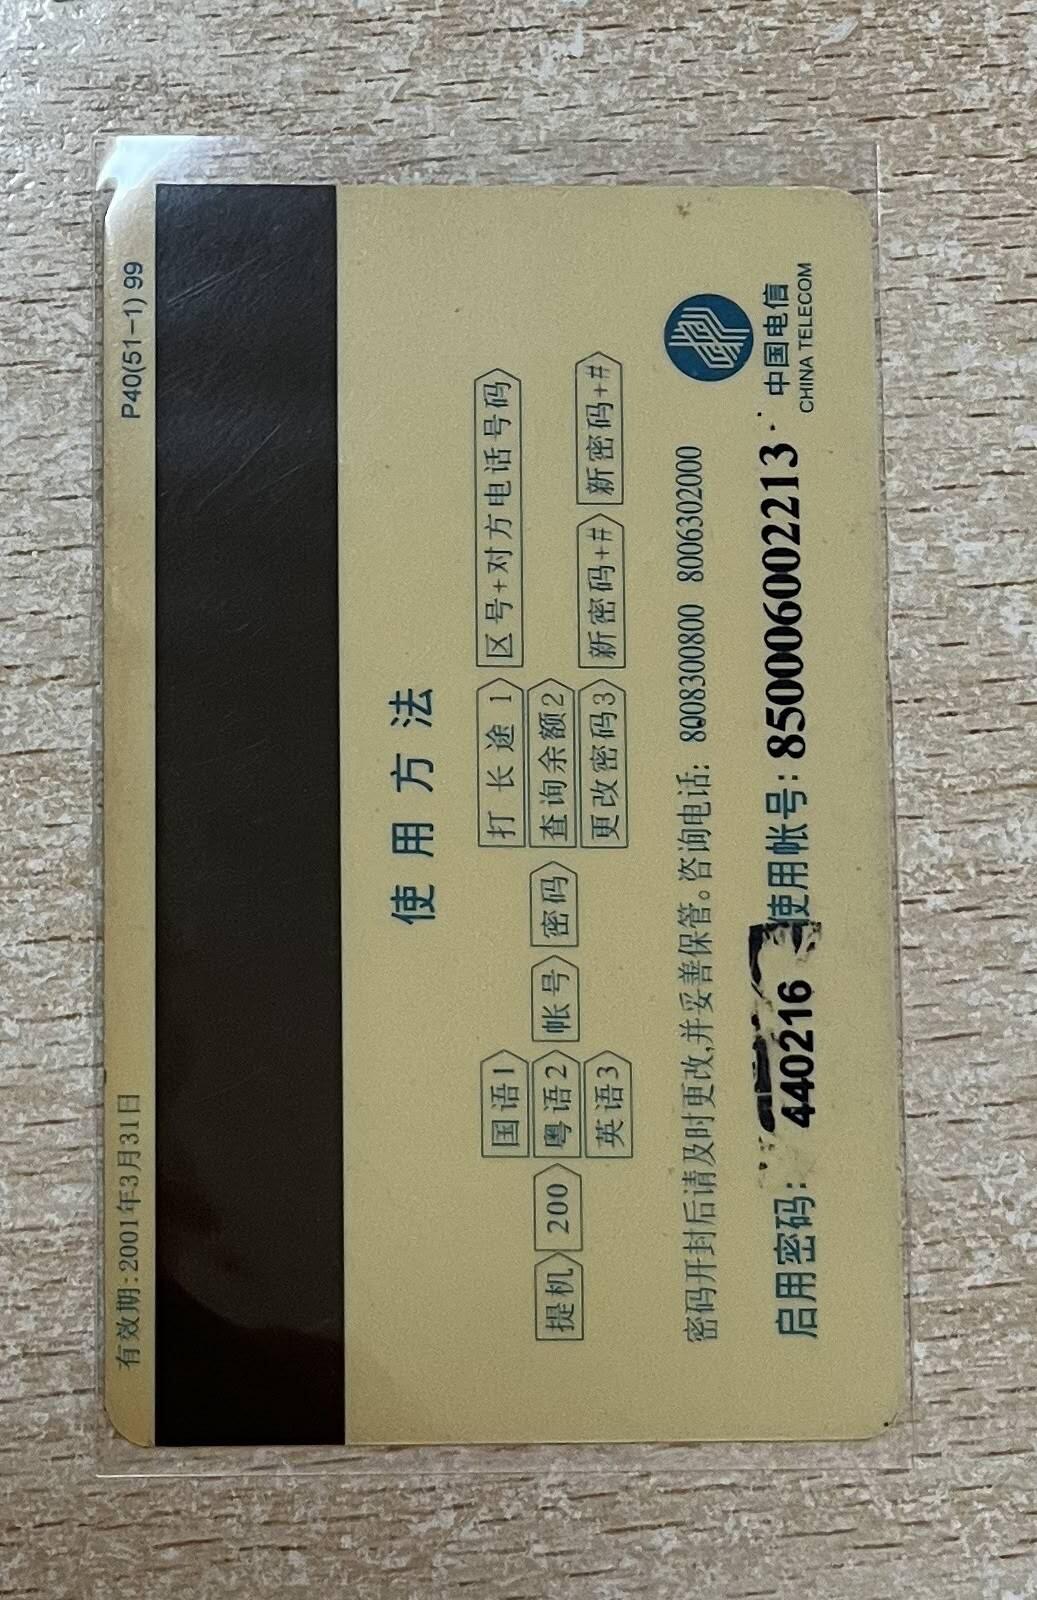 有效期:2001年3月31日 P40(51-1)99
使用方法
国语1 打长途1 区号+对方电话号码
提机 200 粤语2 帐号 密码 查询余额2
英语3 更改密码3 新密码+# 新密码+#
密码开封后请及时更改,并妥善保管。咨询电话: 8008300800 8006302000
启用密码: 440216 使用帐号: 85000600022​13
中国电信
CHINA TELECOM